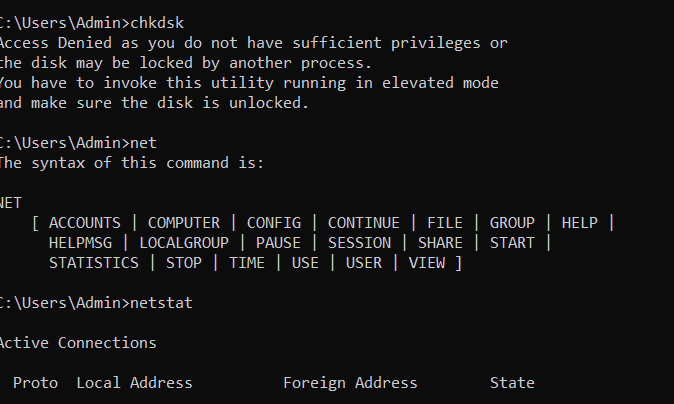 C:\Users\Admin>chkdsk
Access Denied as you do not have sufficient privileges or
the disk may be locked by another process.
You have to invoke this utility running in elevated mode
and make sure the disk is unlocked.
C:\Users\Admin>net
The syntax of this command is:
NET
[ ACCOUNTS | COMPUTER | CONFIG | CONTINUE | FILE | GROUP | HELP |
HELPMSG | LOCALGROUP | PAUSE | SESSION | SHARE | START |
STATISTICS | STOP | TIME | USE | USER | VIEW ]
C:\Users\Admin>netstat
Active Connections
Proto  Local Address          Foreign Address        State